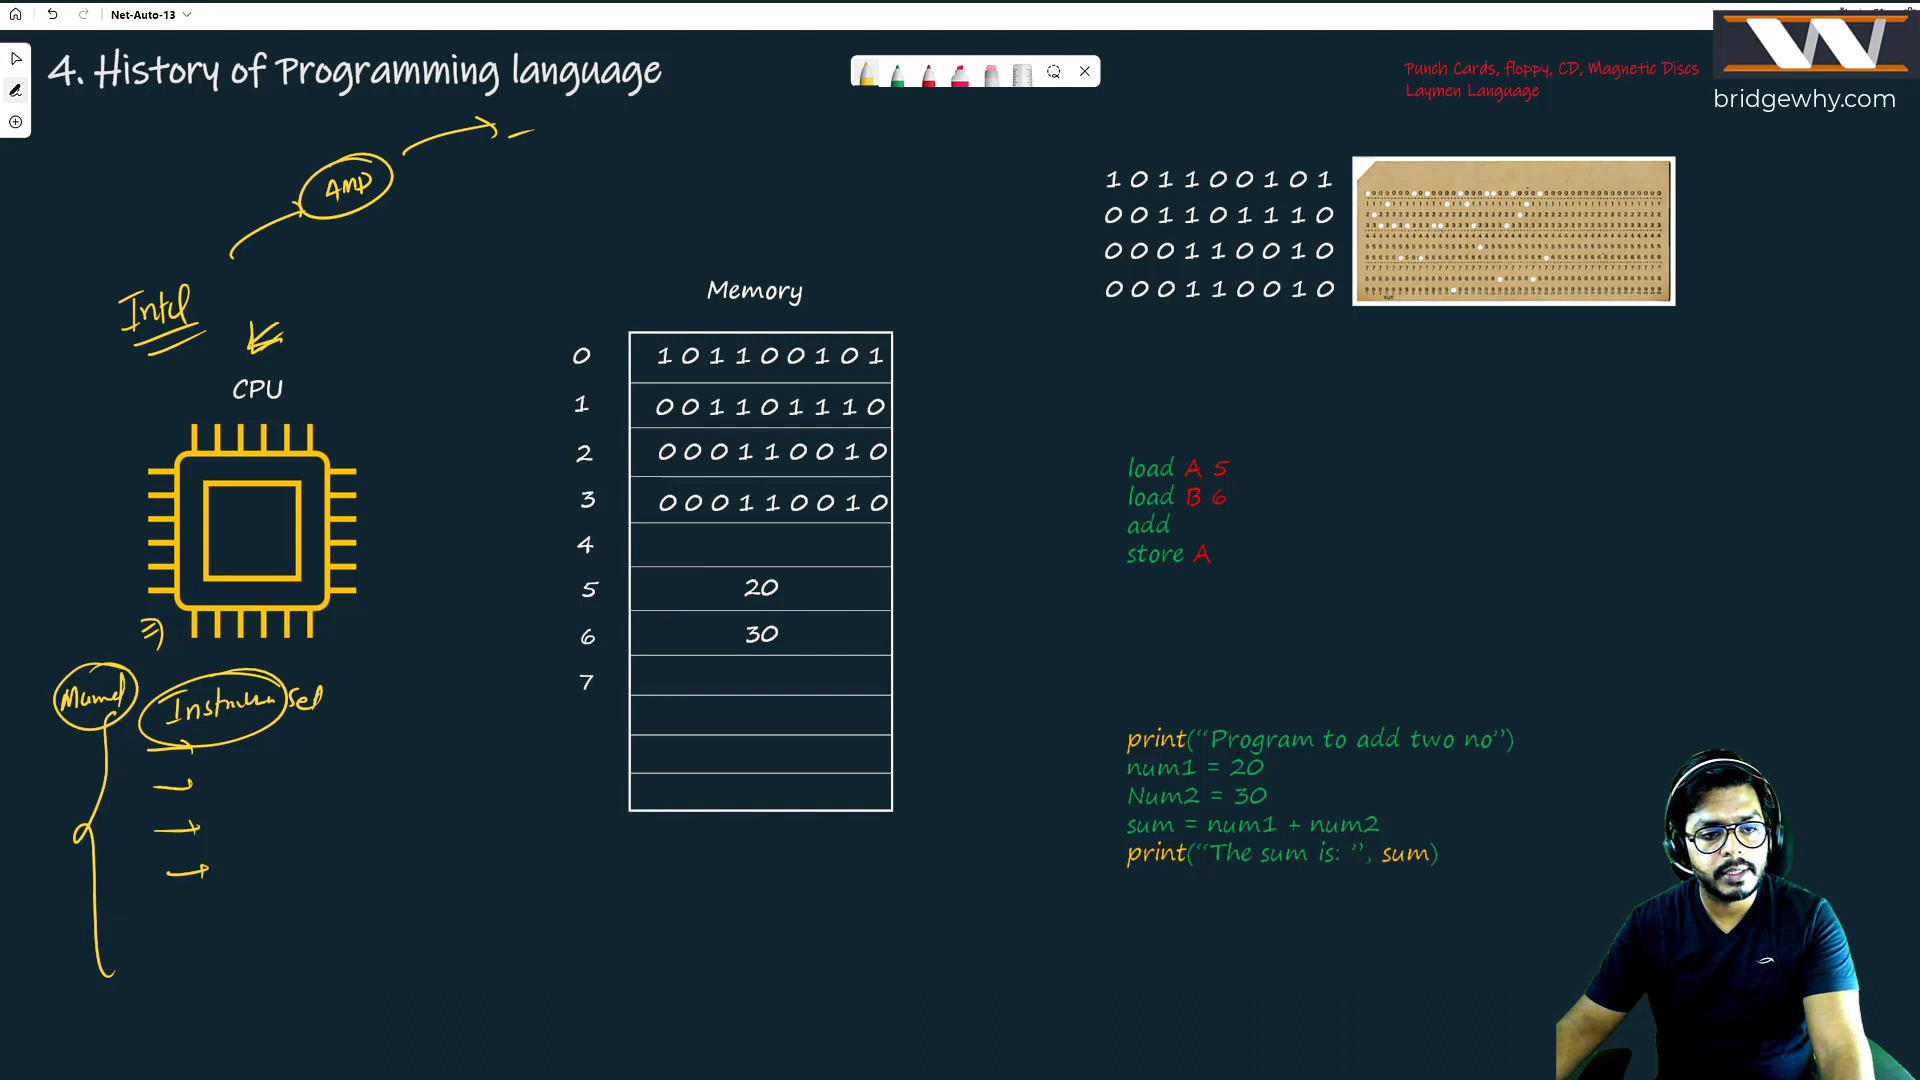 Net-Auto-13
4. History of Programming language
Punch Cards, floppy, CD, Magnetic Discs
Laymen Language
bridgewhy.com
AMD
Intel
CPU
Manual
Instruction Set
Memory
0 1 0 1 1 0 0 1 0 1
1 0 0 1 1 0 1 1 1 0
2 0 0 0 1 1 0 0 1 0
3 0 0 0 1 1 0 0 1 0
4
5 20
6 30
7
1 0 1 1 0 0 1 0 1
0 0 1 1 0 1 1 1 0
0 0 0 1 1 0 0 1 0
0 0 0 1 1 0 0 1 0
load A 5
load B 6
add
store A
print("Program to add two no")
num1 = 20
Num2 = 30
sum = num1 + num2
print("The sum is: ", sum)